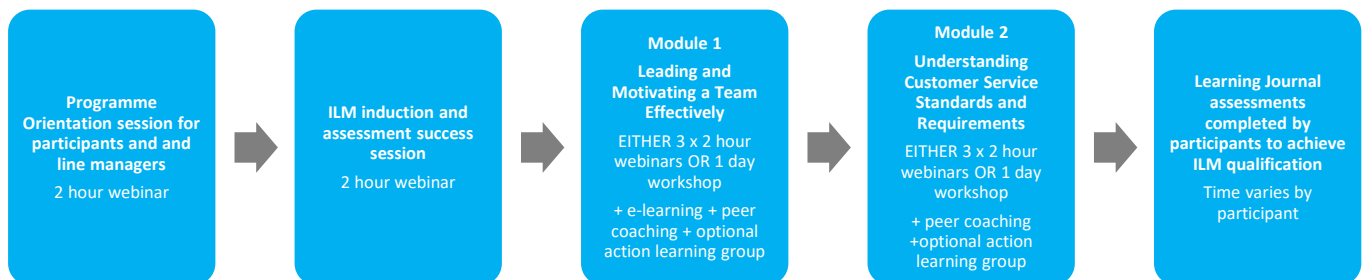 Programme
Orientation session for
participants and and
line managers
2 hour webinar
ILM induction and
assessment success
session
2 hour webinar
Module 1
Leading and
Motivating a Team
Effectively
EITHER 3 x 2 hour
webinars OR 1 day
workshop
+ e-learning + peer
coaching + optional
action learning group
Module 2
Understanding
Customer Service
Standards and
Requirements
EITHER 3 x 2 hour
webinars OR 1 day
workshop
+ peer coaching
+optional action
learning group
Learning Journal
assessments
completed by
participants to achieve
ILM qualification
Time varies by
participant